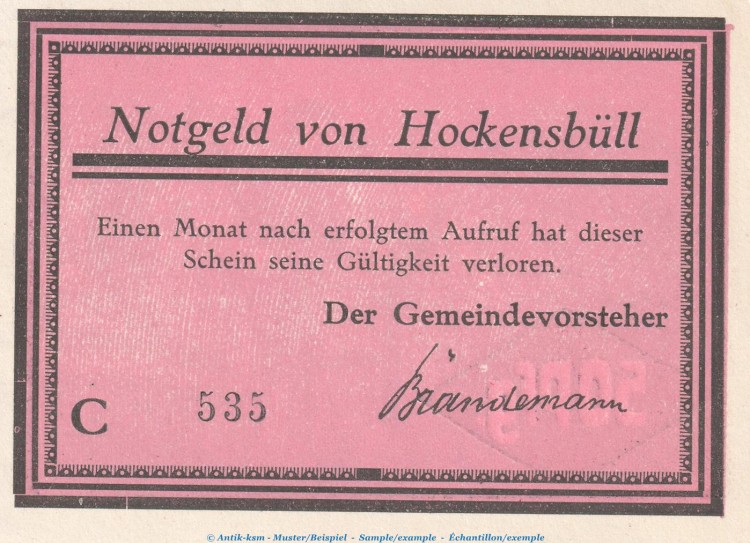 Notgeld von Hockensbüll
Einen Monat nach erfolgtem Aufruf hat dieser
Schein seine Gültigkeit verloren.
Der Gemeindevorsteher
Brandemann
C 535
© Antik-ksm - Muster/Beispiel - Sample/example - Échantillon/exemple